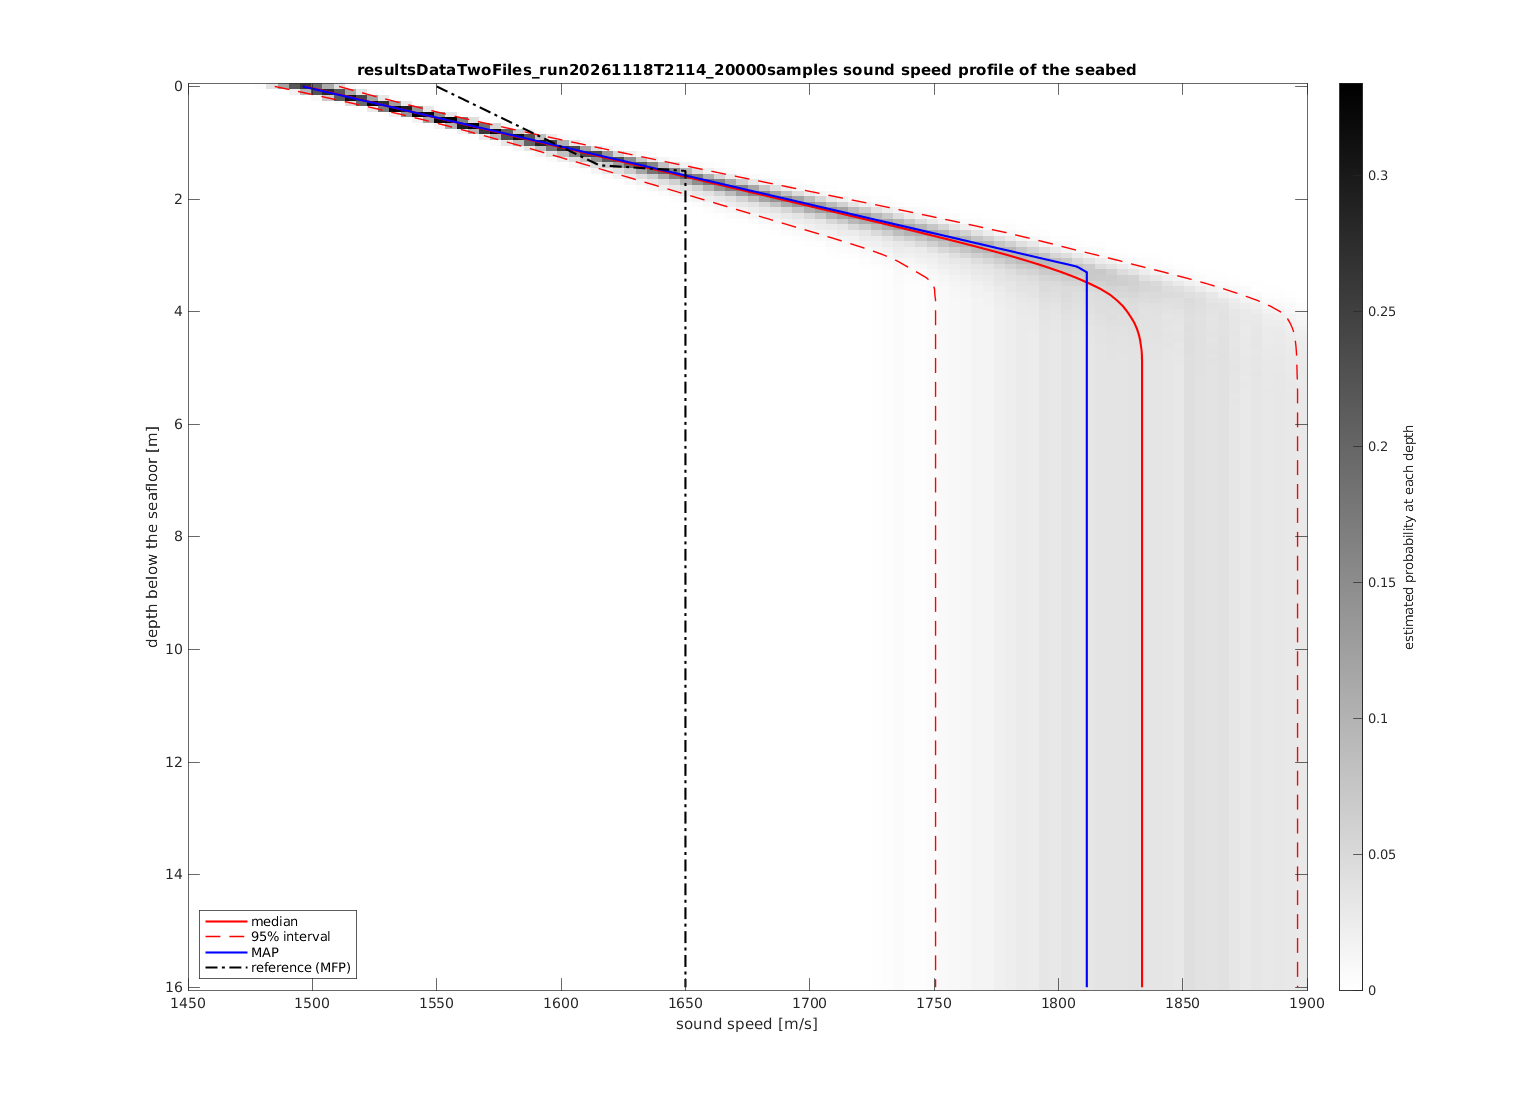 resultsDataTwoFiles_run20261118T2114_20000samples sound speed profile of the seabed
0
2
4
6
8
10
12
14
16
depth below the seafloor [m]
1450 1500 1550 1600 1650 1700 1750 1800 1850 1900
sound speed [m/s]
median
95% interval
MAP
reference (MFP)
0.3
0.25
0.2
0.15
0.1
0.05
0
estimated probability at each depth